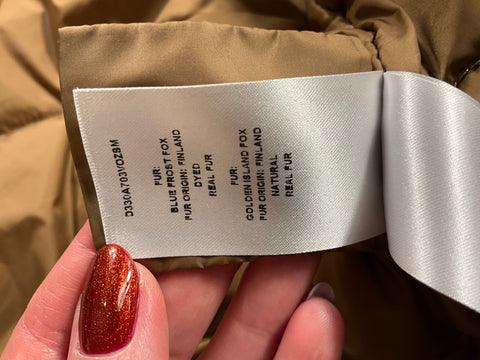 D330A703VOZSM
FUR:
BLUE FROST FOX
FUR ORIGIN: FINLAND
DYED
REAL FUR
FUR:
GOLDEN ISLAND FOX
FUR ORIGIN: FINLAND
NATURAL
REAL FUR